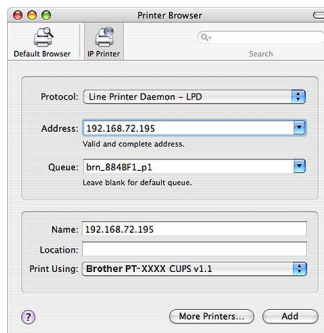 Printer Browser
Default Browser IP Printer Search
Protocol: Line Printer Daemon – LPD
Address: 192.168.72.195
Valid and complete address.
Queue: brn_884BF1_p1
Leave blank for default queue.
Name: 192.168.72.195
Location:
Print Using: Brother PT-XXXX CUPS v1.1
? More Printers... Add